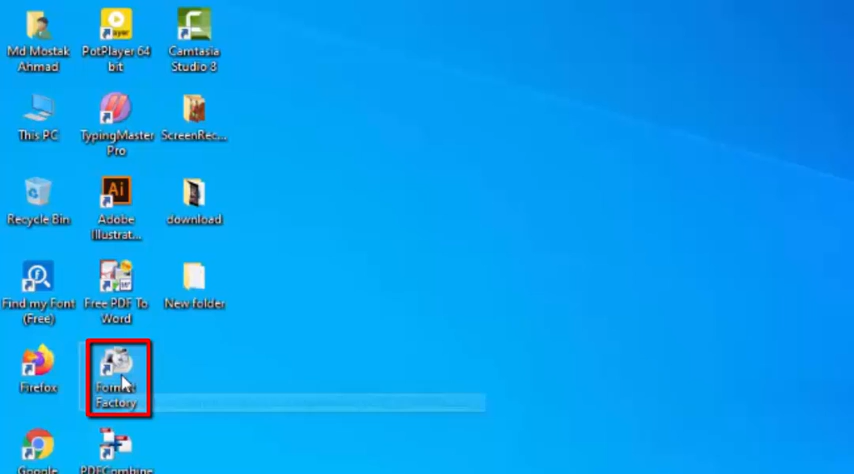 Md Mostak
Ahmad
PotPlayer 64
bit
Camtasia
Studio 8
This PC
TypingMaster
Pro
ScreenRec...
Recycle Bin
Adobe
Illustrat...
download
Find my Font
(Free)
Free PDF To
Word
New folder
Firefox
Format
Factory
Google
PDFCombine